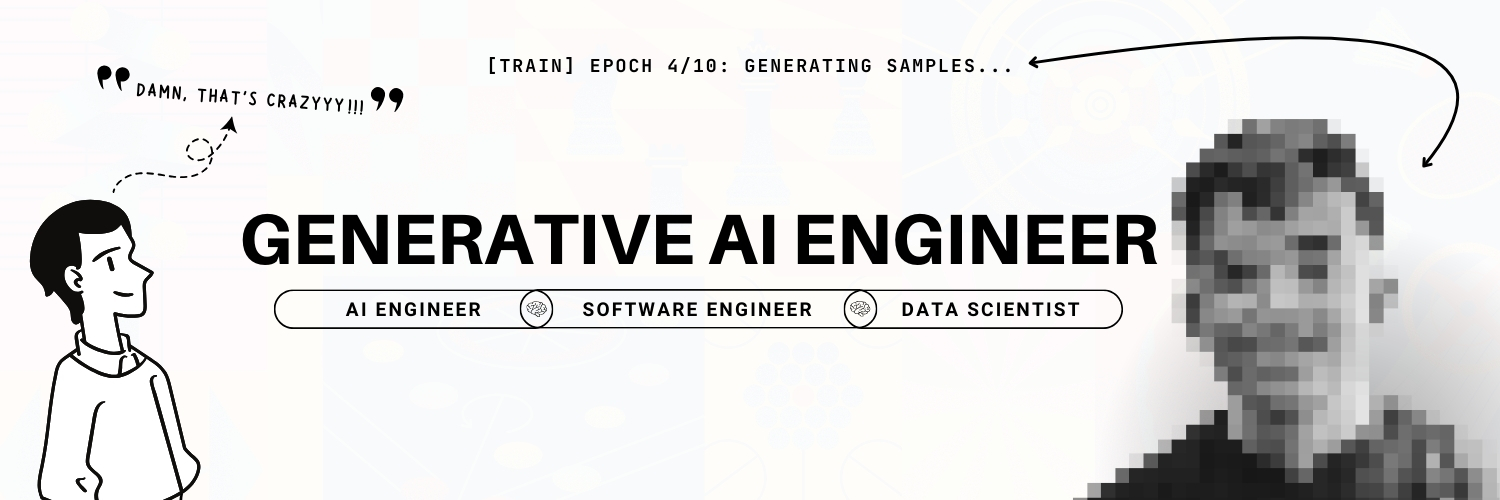 [TRAIN] EPOCH 4/10: GENERATING SAMPLES...
"DAMN, THAT'S CRAZYYY!!!"
GENERATIVE AI ENGINEER
AI ENGINEER SOFTWARE ENGINEER DATA SCIENTIST